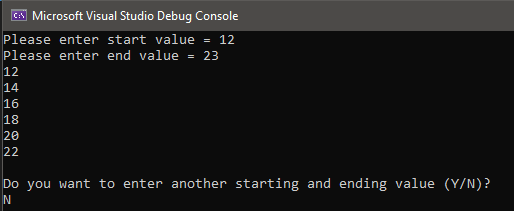 C:\ Microsoft Visual Studio Debug Console
Please enter start value = 12
Please enter end value = 23
12
14
16
18
20
22
Do you want to enter another starting and ending value (Y/N)?
N